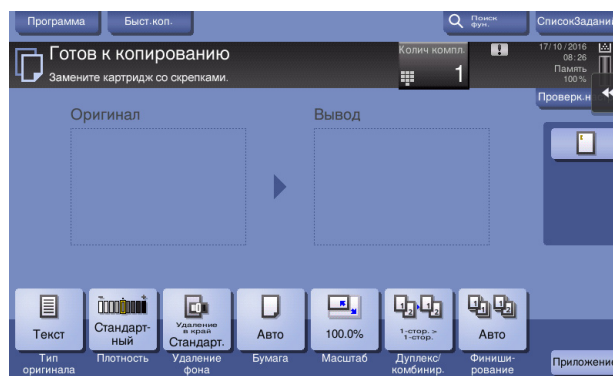 Программа
Быст.коп.
Поиск
фун.
СписокЗадани
Готов к копированию
Замените картридж со скрепками.
Колич компл.
1
17/10/2016
08:26
Память
100%
Проверк.н
Оригинал
Вывод
Текст
Стандарт-
ный
Удаление
в край
Стандарт.
Авто
100.0%
1-стор. >
1-стор.
Авто
Тип
оригинала
Плотность
Удаление
фона
Бумага
Масштаб
Дуплекс/
комбинир.
Финиши-
рование
Приложение